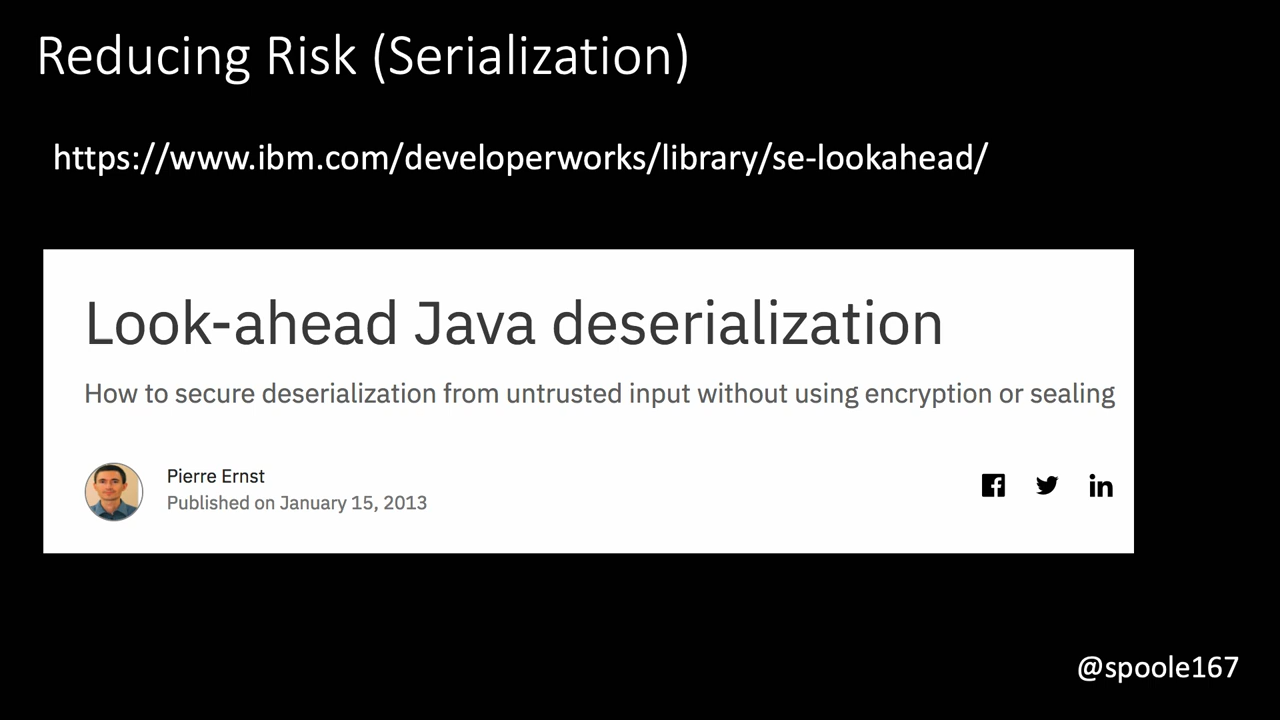 Reducing Risk (Serialization)
https://www.ibm.com/developerworks/library/se-lookahead/
Look-ahead Java deserialization
How to secure deserialization from untrusted input without using encryption or sealing
Pierre Ernst
Published on January 15, 2013
@spoole167